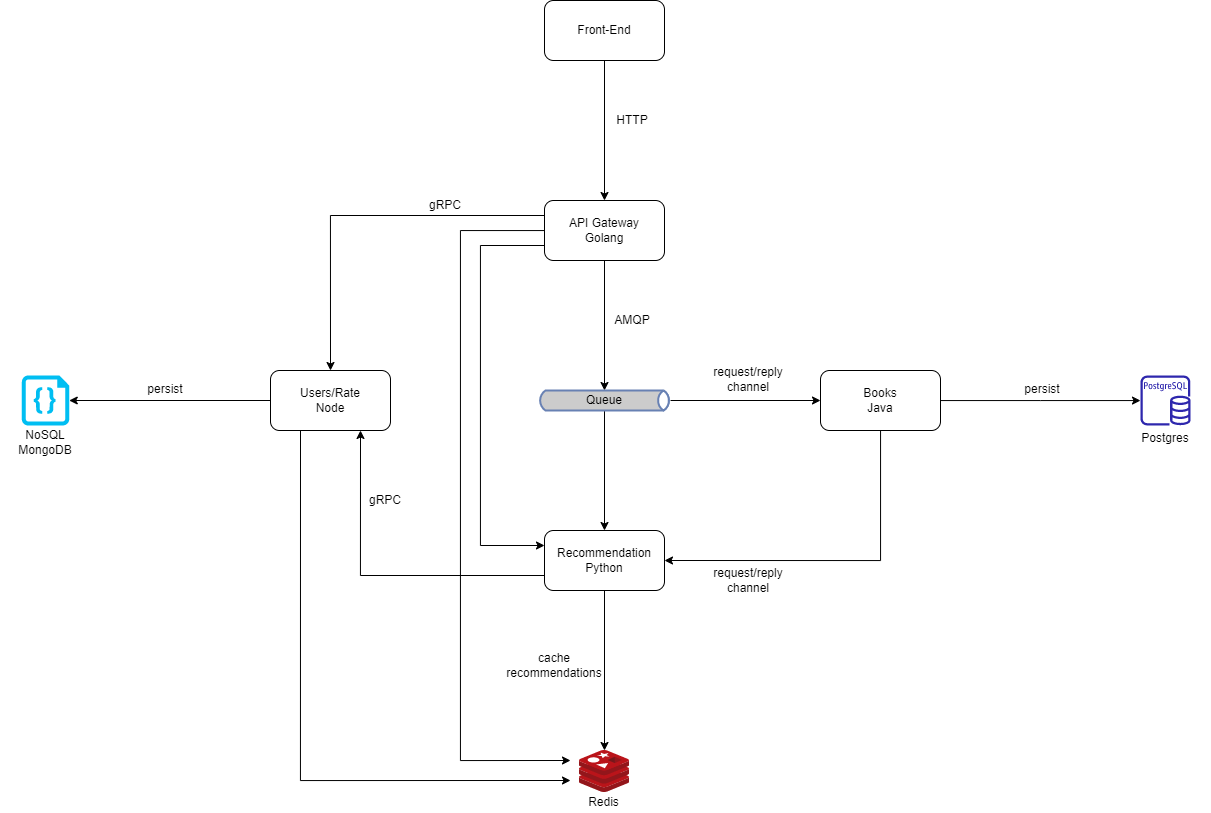 Front-End
HTTP
API Gateway
Golang
gRPC
AMQP
request/reply
channel
Users/Rate
Node
persist
NoSQL
MongoDB
{}
Queue
Books
Java
persist
PostgreSQL
Postgres
gRPC
Recommendation
Python
request/reply
channel
cache
recommendations
Redis